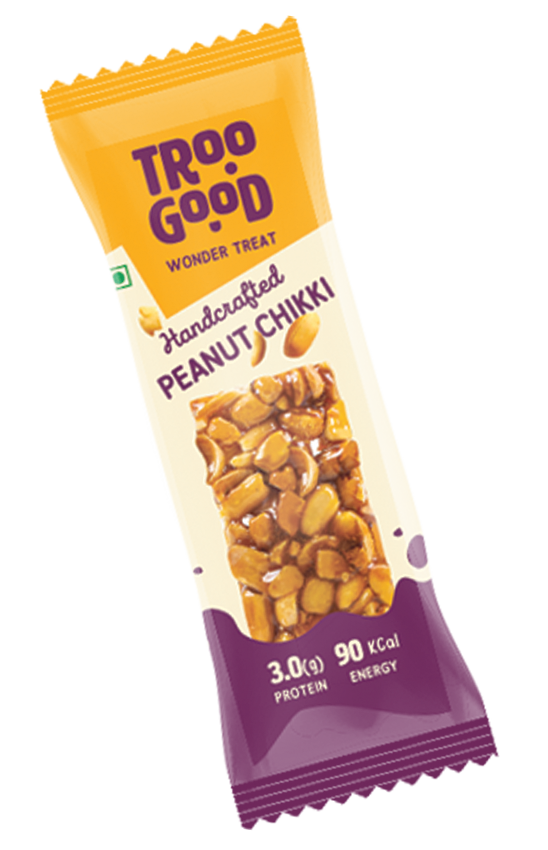 TROO
GOOD
WONDER TREAT
Handcrafted
PEANUT CHIKKI
3.0(g) 90 KCal
PROTEIN ENERGY